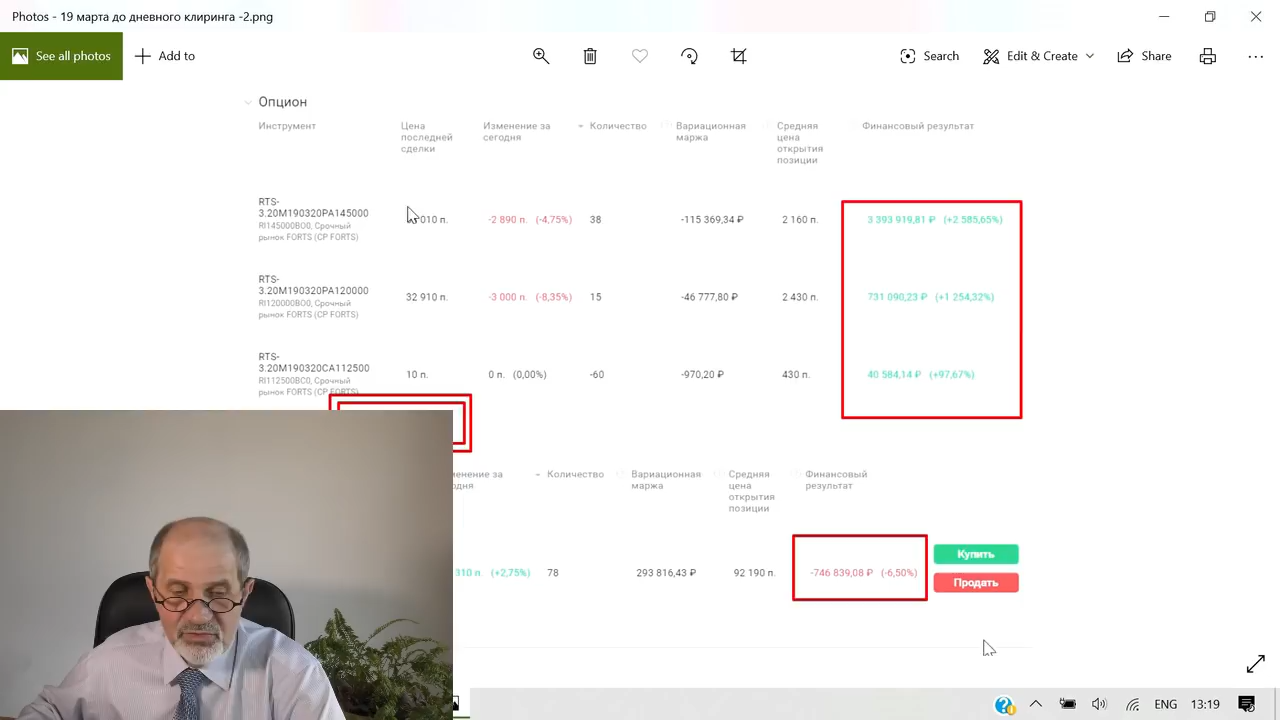 Photos - 19 марта до дневного клиринга -2.png
See all photos
Add to
Search
Edit & Create
Share
Опцион
Инструмент
Цена последней сделки
Изменение за сегодня
Количество
Вариационная маржа
Средняя цена открытия позиции
Финансовый результат
RTS-
3.20M190320PA145000
RI145000BO0, Срочный
рынок FORTS (СР FORTS)
010 п.
-2 890 п. (-4,75%)
38
-115 369,34 ₽
2 160 п.
3 393 919,81 ₽ (+2 585,65%)
RTS-
3.20M190320PA120000
RI120000BO0, Срочный
рынок FORTS (СР FORTS)
32 910 п.
-3 000 п. (-8,35%)
15
-46 777,80 ₽
2 430 п.
731 090,23 ₽ (+1 254,32%)
RTS-
3.20M190320CA112500
RI112500BC0, Срочный
рынок FORTS (СР FORTS)
10 п.
0 п. (0,00%)
-60
-970,20 ₽
430 п.
40 584,14 ₽ (+97,67%)
менение за
одня
Количество
Вариационная маржа
Средняя цена открытия позиции
Финансовый результат
310 п (+2,75%)
78
293 816,43 ₽
92 190 п.
-746 839,08 ₽ (-6,50%)
Купить
Продать
ENG
13:19